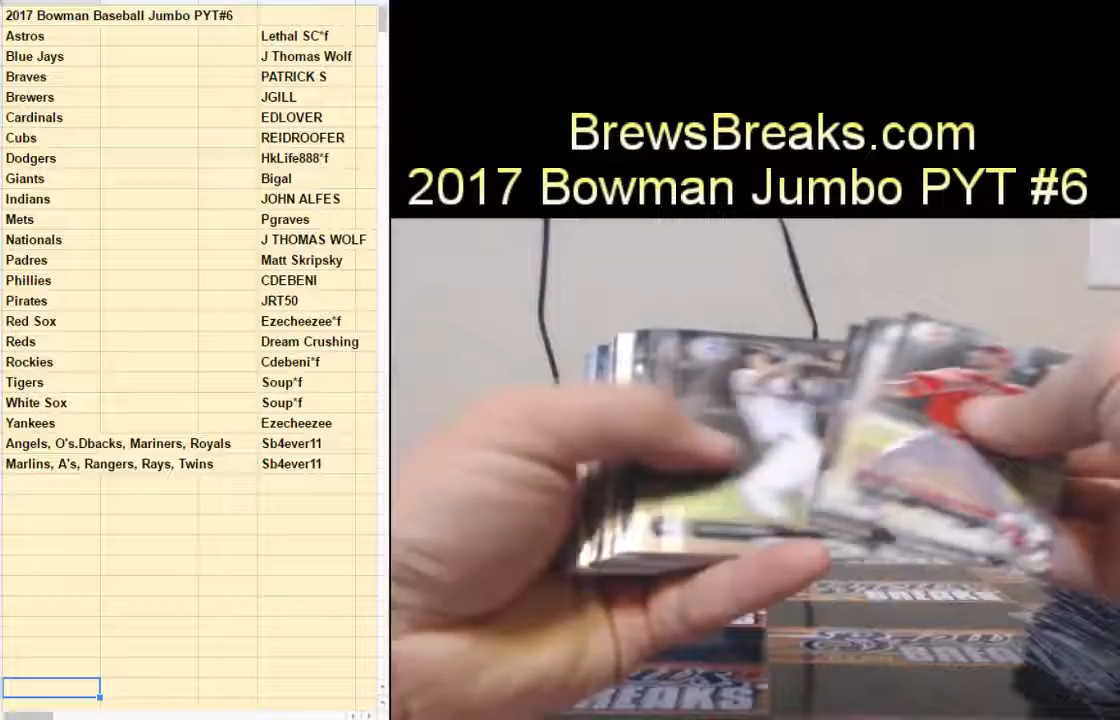 2017 Bowman Baseball Jumbo PYT#6
Astros Lethal SC*f
Blue Jays J Thomas Wolf
Braves PATRICK S
Brewers JGILL
Cardinals EDLOVER
Cubs REIDROOFER
Dodgers HkLife888*f
Giants Bigal
Indians JOHN ALFES
Mets Pgraves
Nationals J THOMAS WOLF
Padres Matt Skripsky
Phillies CDEBENI
Pirates JRT50
Red Sox Ezecheezee*f
Reds Dream Crushing
Rockies Cdebeni*f
Tigers Soup*f
White Sox Soup*f
Yankees Ezecheezee
Angels, O's.Dbacks, Mariners, Royals Sb4ever11
Marlins, A's, Rangers, Rays, Twins Sb4ever11
BrewsBreaks.com
2017 Bowman Jumbo PYT #6
BREAKS
BREAKS